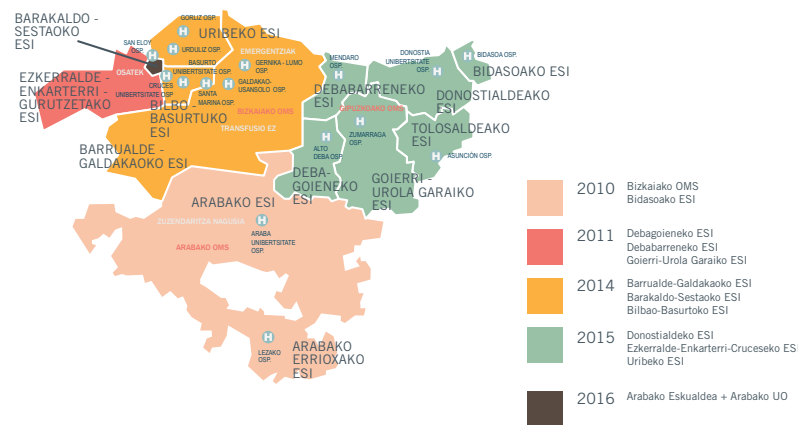 BARAKALDO -
SESTAOKO
ESI
GORLIZ OSP.
URIBEKO ESI
SAN ELOY
OSP.
URDULIZ OSP.
EMERGENTZIAK
BASURTO
UNIBERTSITATE OSP.
GERNIKA - LUMO
OSP.
OSATEK
EZKERRALDE -
ENKARTERRI -
GURUTZETAKO
ESI
CRUCES
UNIBERTSITATE OSP
SANTA
MARINA OSP.
GALDAKAO-
USANSOLO OSP.
BILBO -
BASURTUKO
ESI
BIZKAIKO OMS
TRANSFUSIO EZ
BARRUALDE -
GALDAKAOKO ESI
MENDARO
OSP.
DEBABARRENEKO
ESI
DONOSTIA
UNIBERTSITATE
OSP.
BIDASOA OSP.
BIDASOAKO ESI
DONOSTIALDEAKO
ESI
GIPUZKOAKO OMS
ZUMARRAGA
OSP.
TOLOSALDEAKO
ESI
ASUNCIÓN OSP.
ALTO
DEBA OSP.
DEBA-
GOIENEKO
ESI
GOIERRI -
UROLA GARAIKO
ESI
ARABAKO ESI
ZUZENDARITZA NAGUSIA
ARABA
UNIBERTSITATE
OSP.
ARABAKO OMS
LEZAKO
OSP.
ARABAKO
ERRIOXAKO
ESI
2010 Bizkaiako OMS
Bidasoako ESI
2011 Debagoieneko ESI
Debabarreneko ESI
Goierri-Urola Garaiko ESI
2014 Barrualde-Galdakaoko ESI
Barakaldo-Sestaoko ESI
Bilbao-Basurtoko ESI
2015 Donostialdeko ESI
Ezkerralde-Enkarterri-Cruceseko ESI
Uribeko ESI
2016 Arabako Eskualdea + Arabako UO